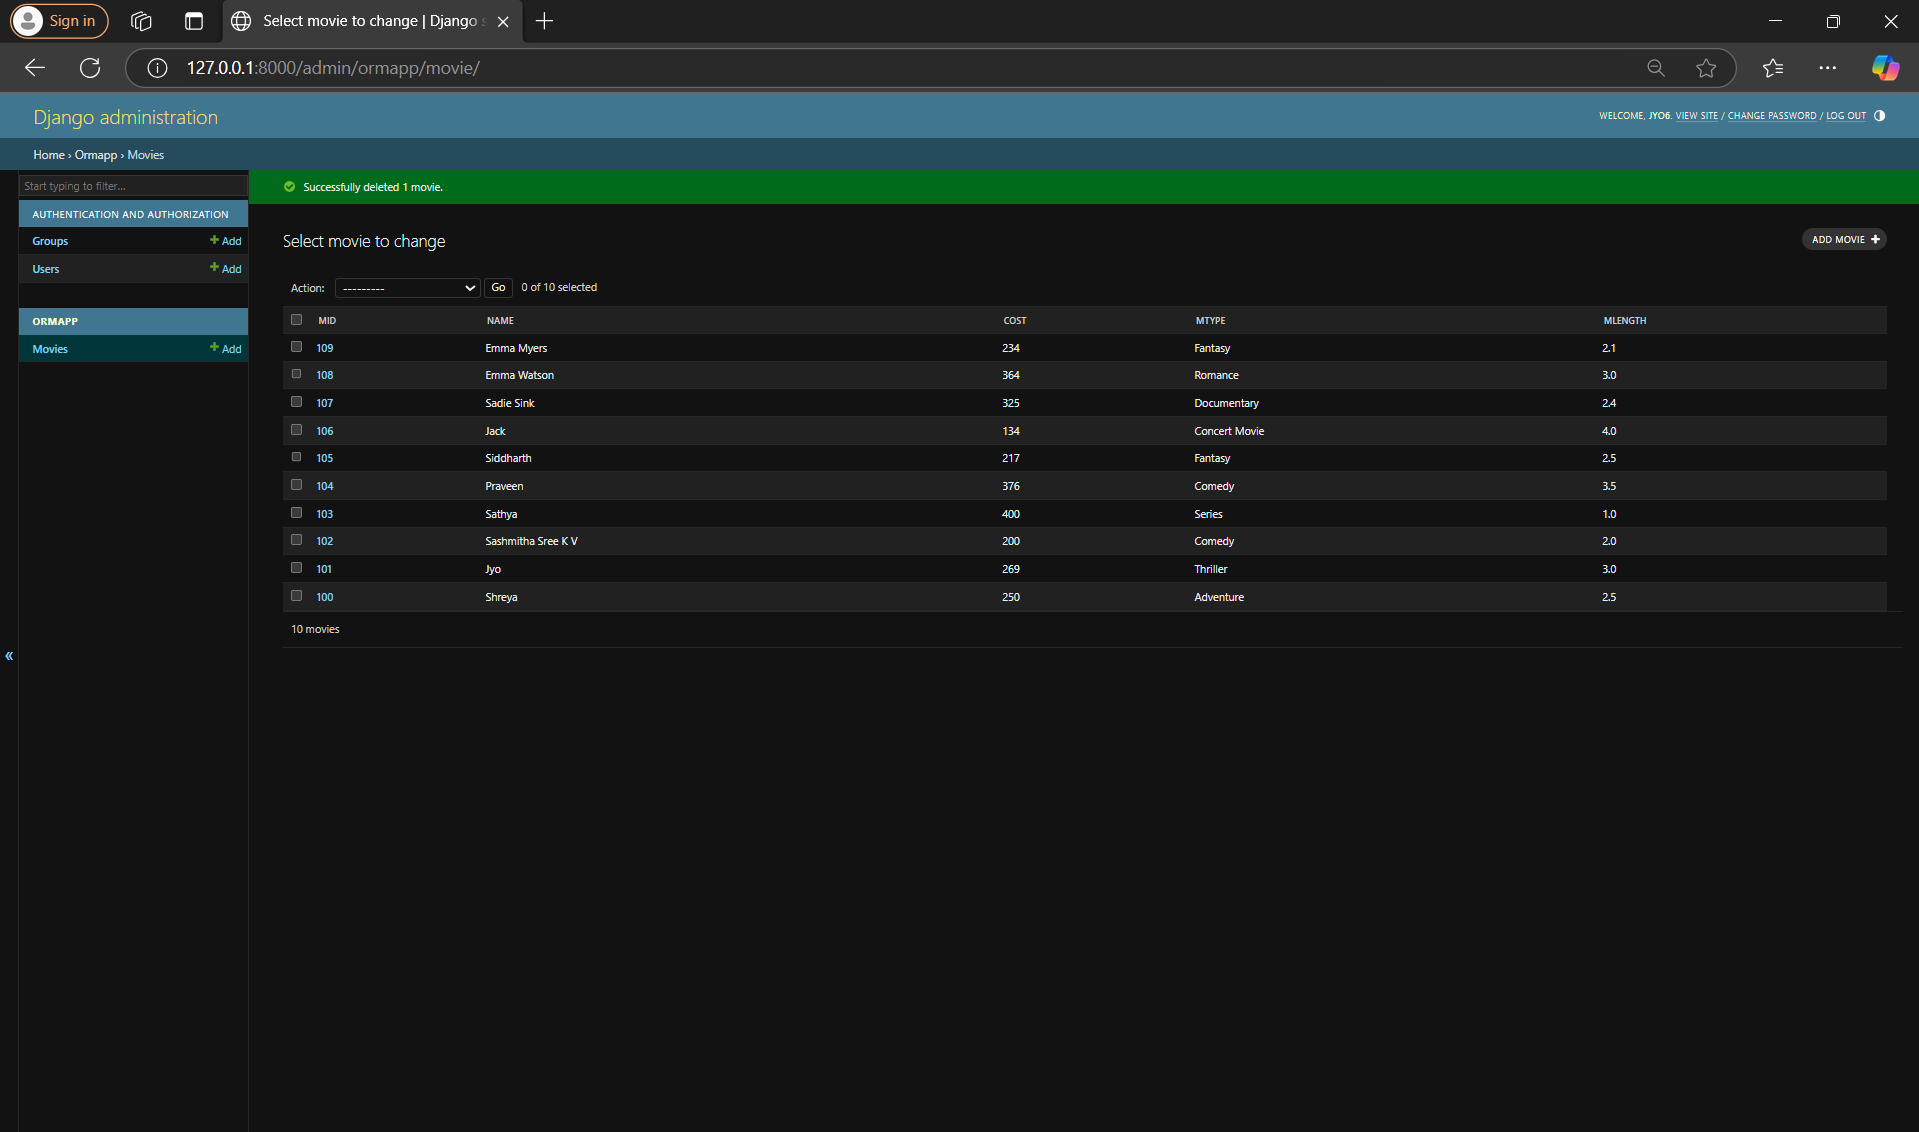 Sign in
Select movie to change | Django s
127.0.0.1:8000/admin/ormapp/movie/
Django administration
WELCOME, JYO6. VIEW SITE / CHANGE PASSWORD / LOG OUT
Home › Ormapp › Movies
Start typing to filter...
AUTHENTICATION AND AUTHORIZATION
Groups + Add
Users + Add
ORMAPP
Movies + Add
«
Successfully deleted 1 movie.
Select movie to change
ADD MOVIE +
Action: --------- Go 0 of 10 selected
MID NAME COST MTYPE MLENGTH
109 Emma Myers 234 Fantasy 2.1
108 Emma Watson 364 Romance 3.0
107 Sadie Sink 325 Documentary 2.4
106 Jack 134 Concert Movie 4.0
105 Siddharth 217 Fantasy 2.5
104 Praveen 376 Comedy 3.5
103 Sathya 400 Series 1.0
102 Sashmitha Sree K V 200 Comedy 2.0
101 Jyo 269 Thriller 3.0
100 Shreya 250 Adventure 2.5
10 movies